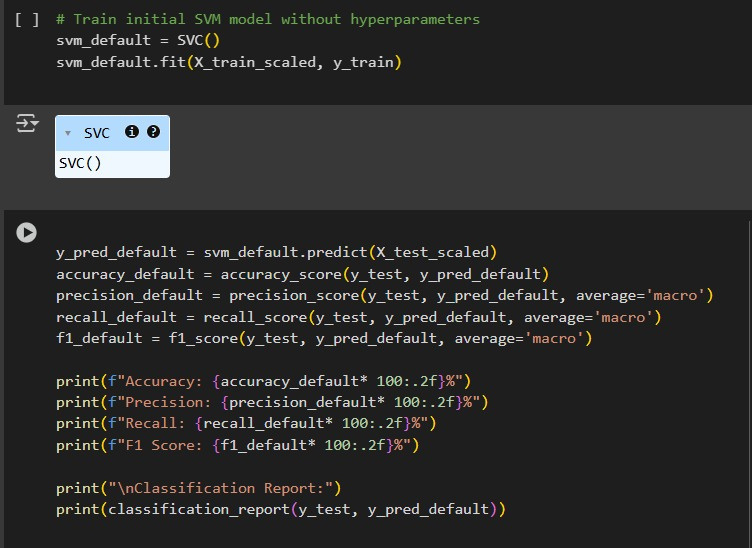 [ ] # Train initial SVM model without hyperparameters
svm_default = SVC()
svm_default.fit(X_train_scaled, y_train)
SVC i ?
SVC()
y_pred_default = svm_default.predict(X_test_scaled)
accuracy_default = accuracy_score(y_test, y_pred_default)
precision_default = precision_score(y_test, y_pred_default, average='macro')
recall_default = recall_score(y_test, y_pred_default, average='macro')
f1_default = f1_score(y_test, y_pred_default, average='macro')
print(f"Accuracy: {accuracy_default* 100:.2f}%")
print(f"Precision: {precision_default* 100:.2f}%")
print(f"Recall: {recall_default* 100:.2f}%")
print(f"F1 Score: {f1_default* 100:.2f}%")
print("\nClassification Report:")
print(classification_report(y_test, y_pred_default))